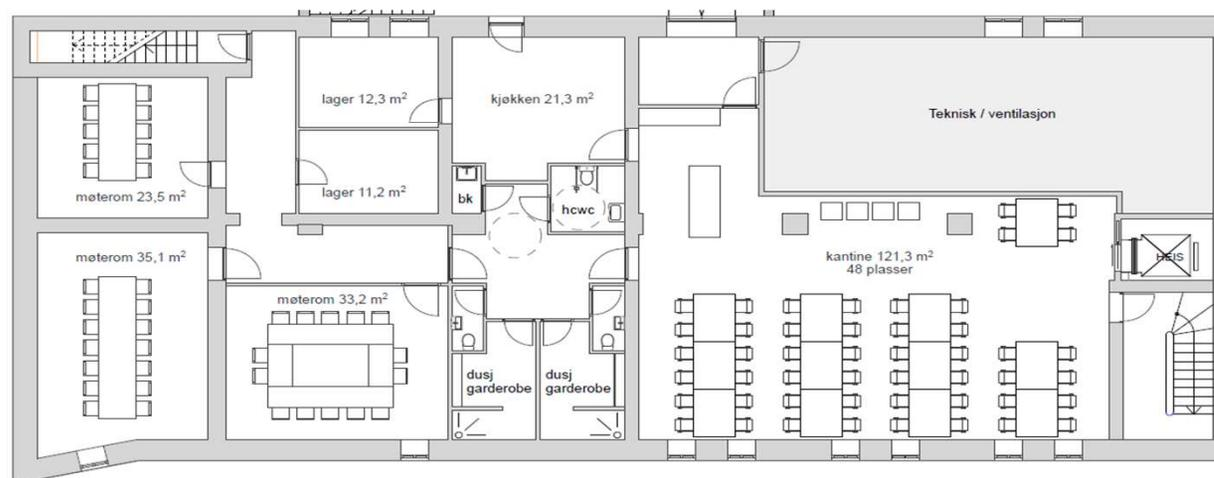 lager 12,3 m²
kjøkken 21,3 m²
Teknisk / ventilasjon
møterom 23,5 m²
lager 11,2 m²
bk
hcwc
møterom 35,1 m²
kantine 121,3 m²
48 plasser
HEIS
møterom 33,2 m²
dusj
garderobe
dusj
garderobe